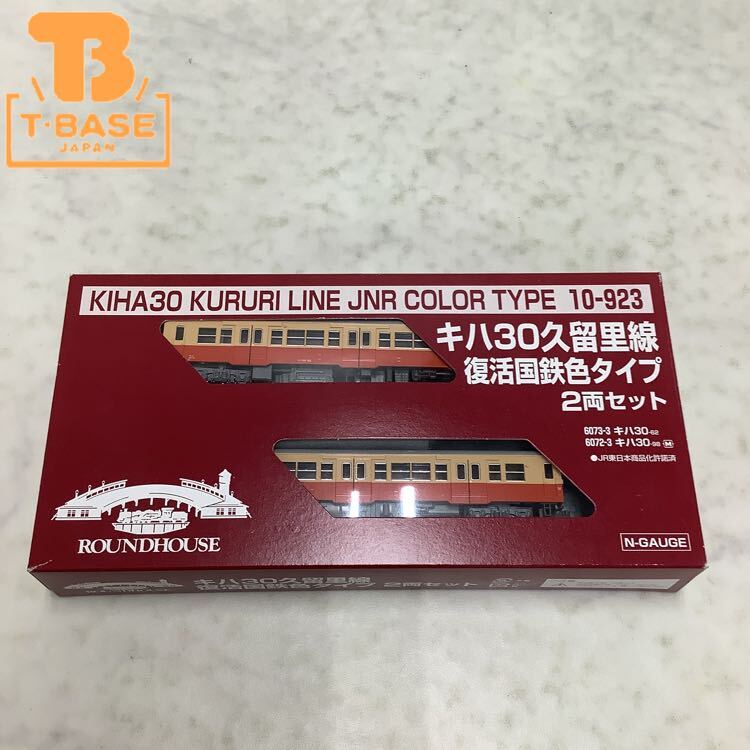 T·BASE
JAPAN
KIHA30 KURURI LINE JNR COLOR TYPE 10-923
キハ30久留里線
復活国鉄色タイプ
2両セット
6073-3 キハ30-62
6072-3 キハ30-98 M
●JR東日本商品化許諾済
ROUNDHOUSE
N-GAUGE
キハ30久留里線
復活国鉄色タイプ 2両セット